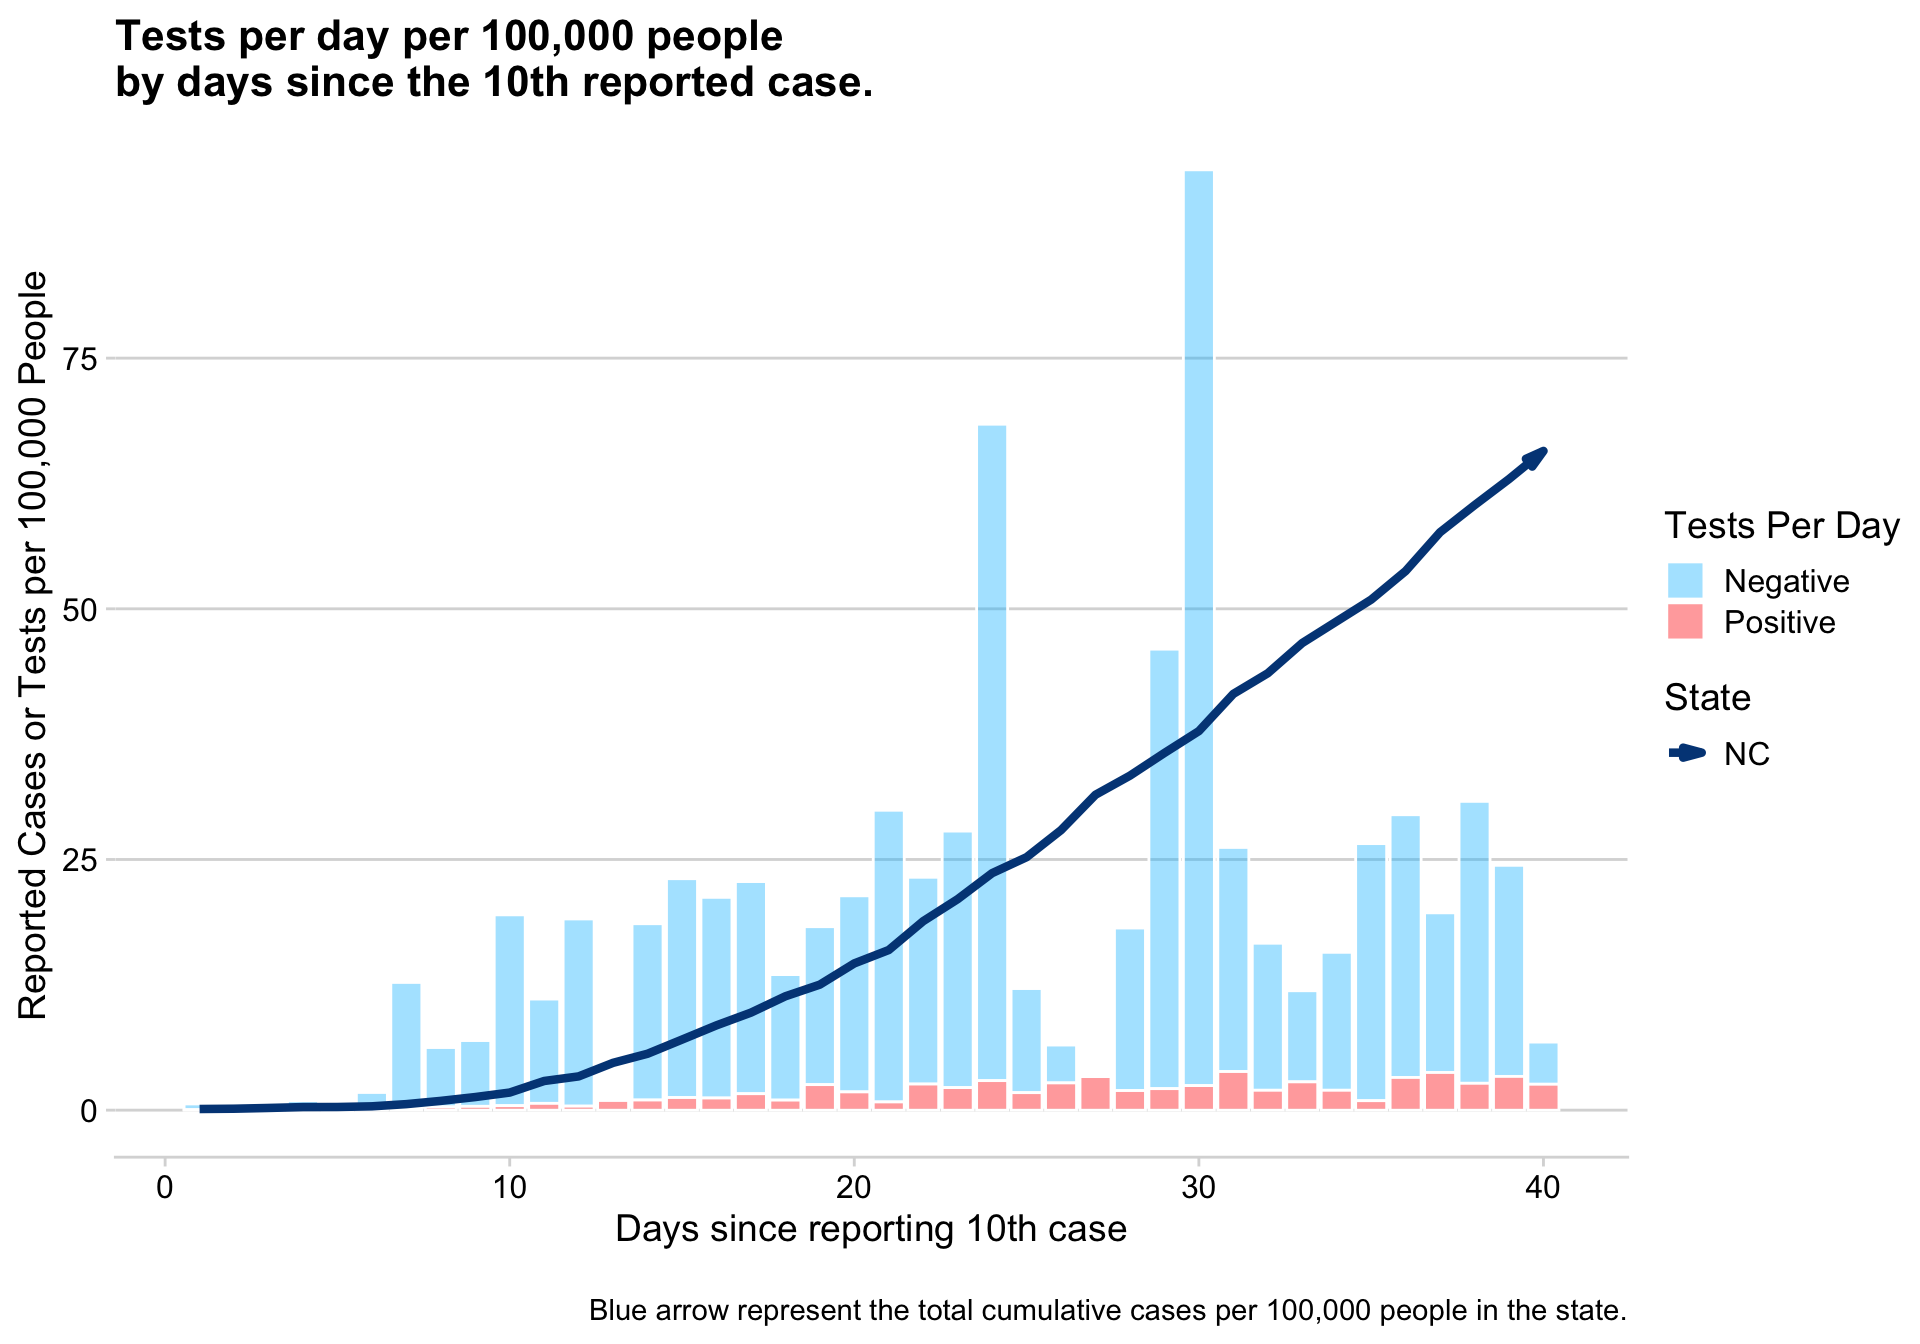 Tests per day per 100,000 people
by days since the 10th reported case.
Reported Cases or Tests per 100,000 People
75
50
25
0
0
10
20
30
40
Days since reporting 10th case
Tests Per Day
Negative
Positive
State
NC
Blue arrow represent the total cumulative cases per 100,000 people in the state.